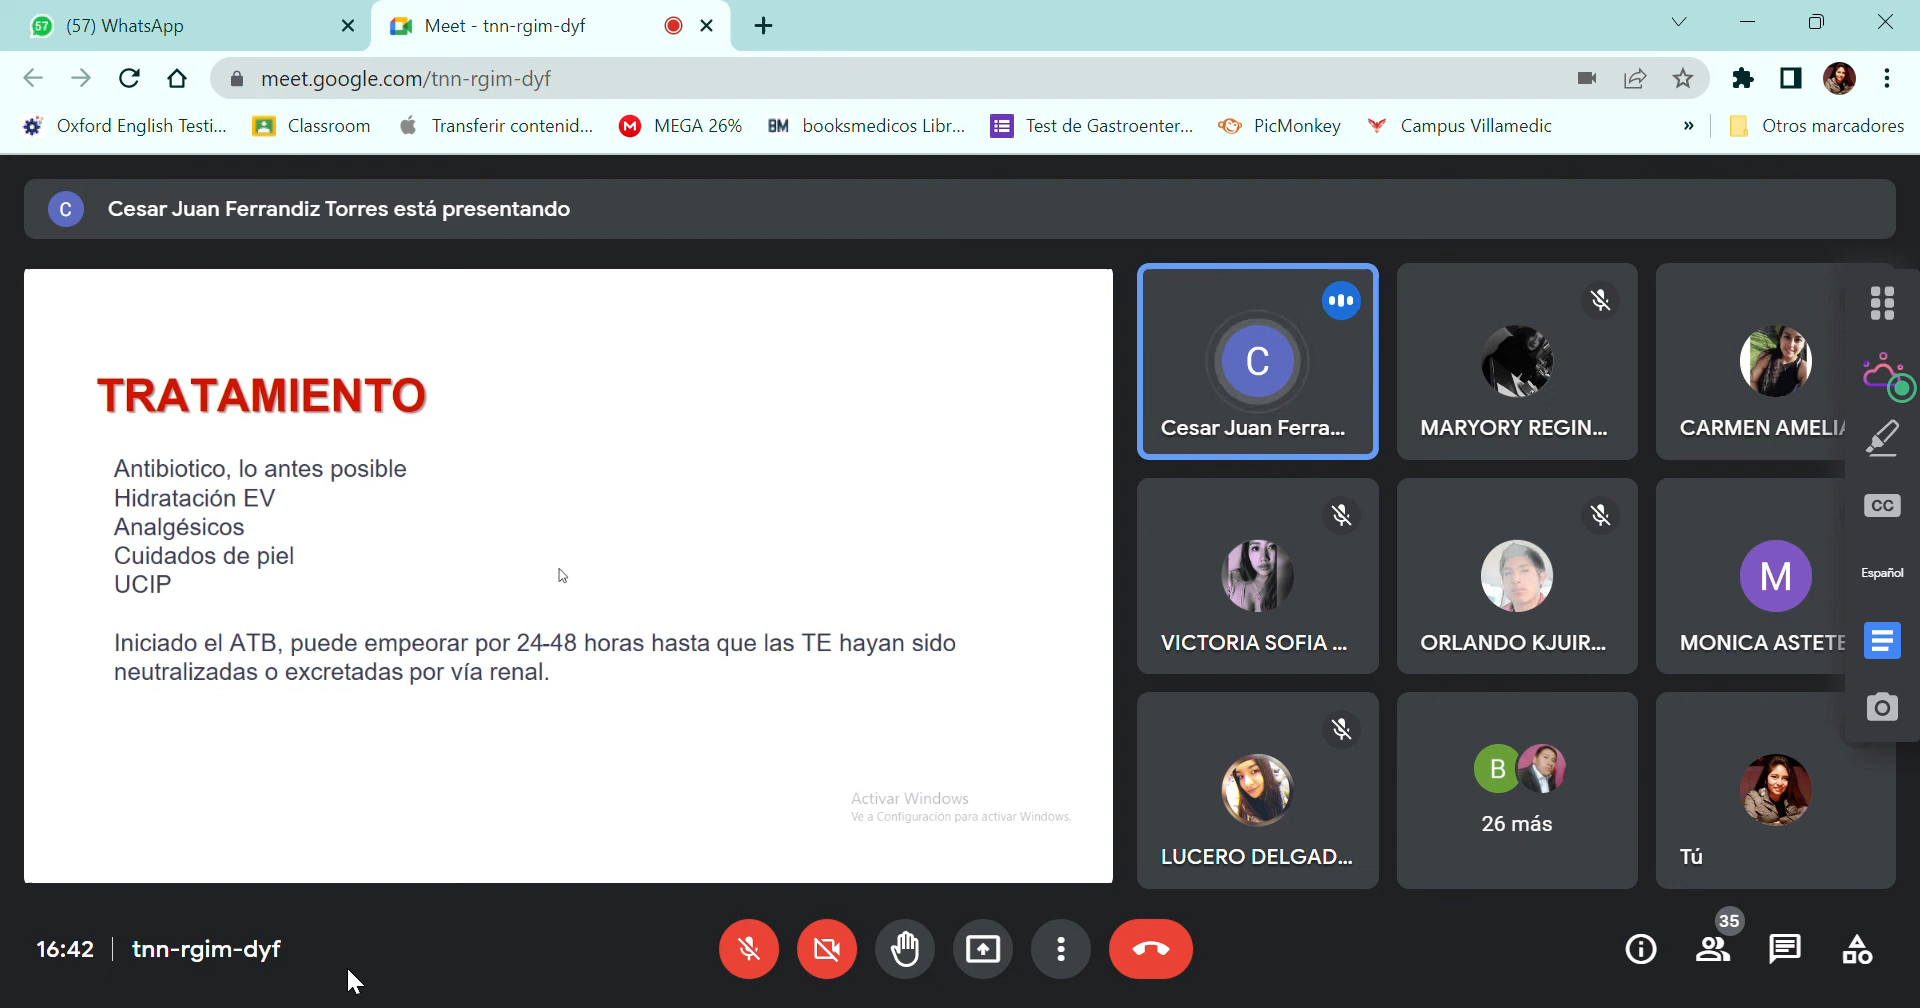 57 (57) WhatsApp
Meet - tnn-rgim-dyf
meet.google.com/tnn-rgim-dyf
Oxford English Testi...
Classroom
Transferir contenid...
M MEGA 26%
BM booksmedicos Libr...
Test de Gastroenter...
PicMonkey
Campus Villamedic
»
Otros marcadores
C Cesar Juan Ferrandiz Torres está presentando
TRATAMIENTO
Antibiotico, lo antes posible
Hidratación EV
Analgésicos
Cuidados de piel
UCIP
Iniciado el ATB, puede empeorar por 24-48 horas hasta que las TE hayan sido
neutralizadas o excretadas por vía renal.
Activar Windows
Ve a Configuración para activar Windows.
C
Cesar Juan Ferra...
MARYORY REGIN...
CARMEN AMELIA
VICTORIA SOFIA ...
ORLANDO KJUIR...
M
MONICA ASTETE
LUCERO DELGAD...
B
26 más
Tú
CC
Español
16:42 | tnn-rgim-dyf
35